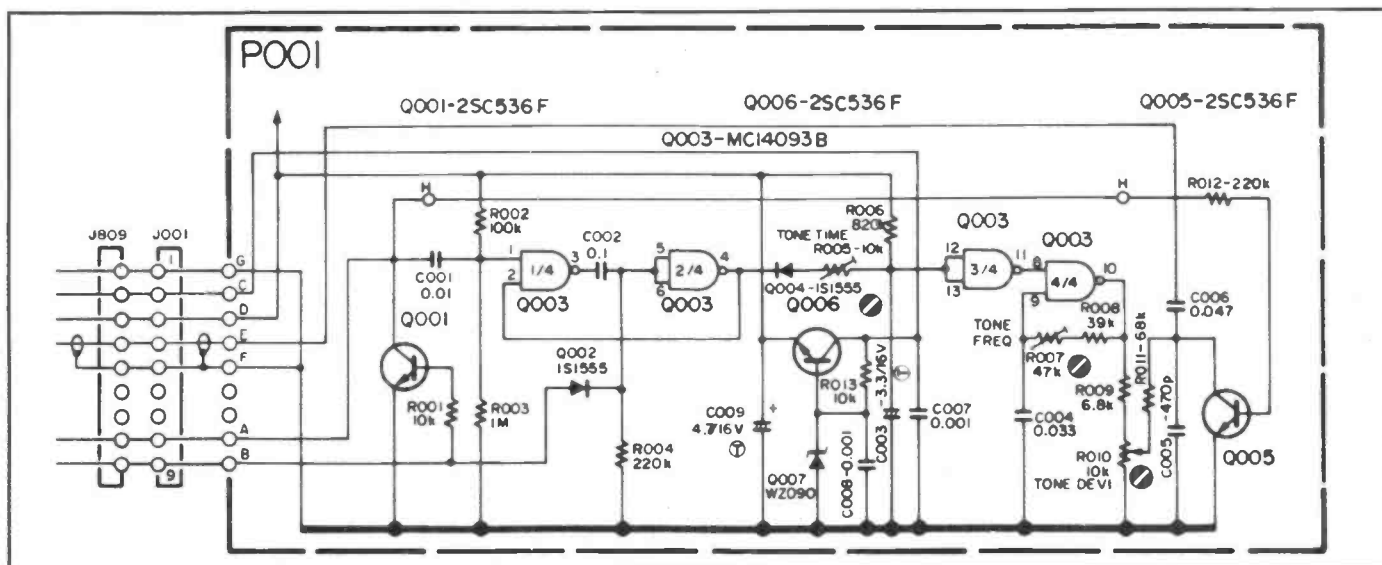 P001
Q001-2SC536F
Q006-2SC536F
Q005-2SC536F
Q003-MC14093B
H
H
R012-220k
J809
J001
R002
100k
R006
820k
Q003
TONE TIME
R005-10k
Q003
1
G
C001
0.01
1
2
3
1/4
Q003
C002
0.1
5
6
4
2/4
Q003
Q004-1S1555
Q006
12
13
11
3/4
8
9
10
4/4
C006
0.047
C
D
E
F
Q001
TONE
FREQ
R007
47k
R008
39k
R011-68k
Q002
1S1555
R013
10k
C003 -3.3/16V
R009
6.8k
C005 -470p
R001
10k
R003
1M
C009
4.716V
+
T
C007
0.001
C004
0.033
A
B
9
R004
220k
Q007
WZ090
C008-0.001
R010
10k
TONE DEVI
Q005